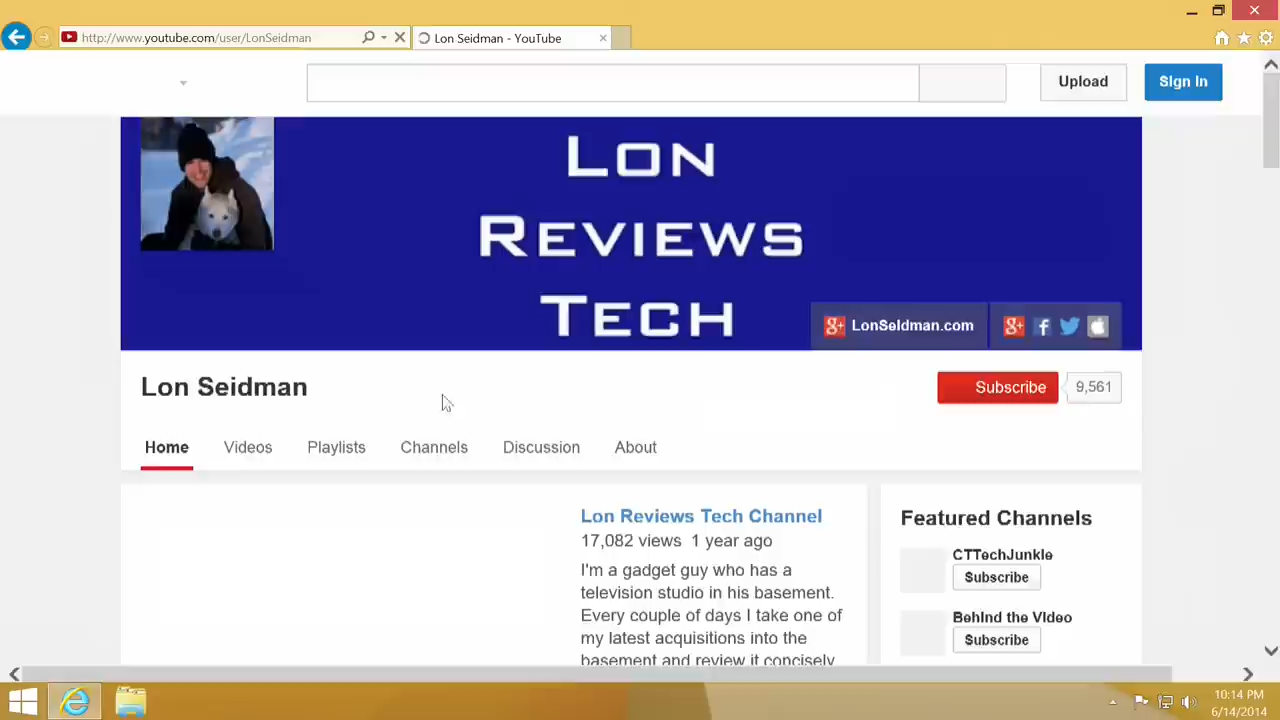 http://www.youtube.com/user/LonSeidman
Lon Seidman - YouTube
Upload
Sign In
Lon
Reviews
Tech
LonSeidman.com
Lon Seidman
Subscribe
9,561
Home
Videos
Playlists
Channels
Discussion
About
Lon Reviews Tech Channel
17,082 views 1 year ago
I'm a gadget guy who has a
television studio in his basement.
Every couple of days I take one of
my latest acquisitions into the
basement and review it concisely
Featured Channels
CTTechJunkie
Subscribe
Behind the Video
Subscribe
10:14 PM
6/14/2014